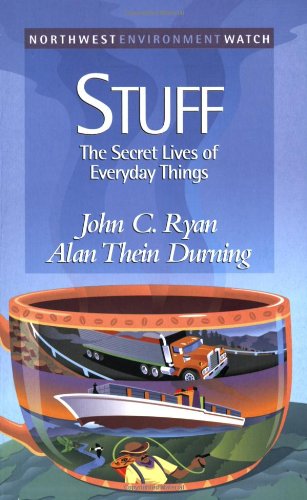 NORTHWEST ENVIRONMENT WATCH
STUFF
The Secret Lives of
Everyday Things
John C. Ryan
Alan Thein Durning